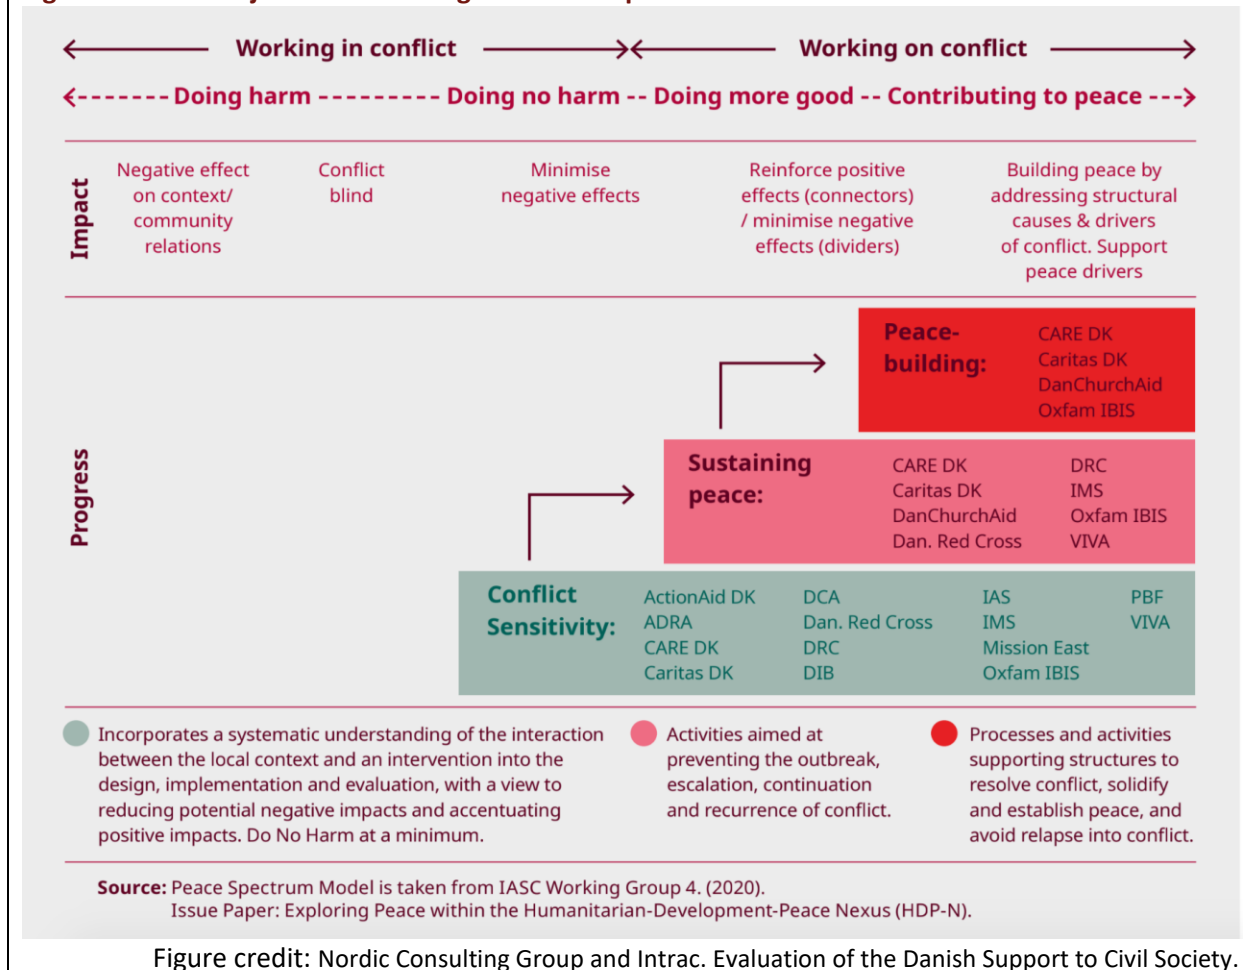 Working in conflict Working on conflict
Doing harm Doing no harm Doing more good Contributing to peace
Impact
Negative effect
on context/
community
relations
Conflict
blind
Minimise
negative effects
Reinforce positive
effects (connectors)
/ minimise negative
effects (dividers)
Building peace by
addressing structural
causes & drivers
of conflict. Support
peace drivers
Progress
Peace-
building:
CARE DK
Caritas DK
DanChurchAid
Oxfam IBIS
Sustaining
peace:
CARE DK
Caritas DK
DanChurchAid
Dan. Red Cross
DRC
IMS
Oxfam IBIS
VIVA
Conflict
Sensitivity:
ActionAid DK
ADRA
CARE DK
Caritas DK
DCA
Dan. Red Cross
DRC
DIB
IAS
IMS
Mission East
Oxfam IBIS
PBF
VIVA
Incorporates a systematic understanding of the interaction
between the local context and an intervention into the
design, implementation and evaluation, with a view to
reducing potential negative impacts and accentuating
positive impacts. Do No Harm at a minimum.
Activities aimed at
preventing the outbreak,
escalation, continuation
and recurrence of conflict.
Processes and activities
supporting structures to
resolve conflict, solidify
and establish peace, and
avoid relapse into conflict.
Source: Peace Spectrum Model is taken from IASC Working Group 4. (2020).
Issue Paper: Exploring Peace within the Humanitarian-Development-Peace Nexus (HDP-N).
Figure credit: Nordic Consulting Group and Intrac. Evaluation of the Danish Support to Civil Society.